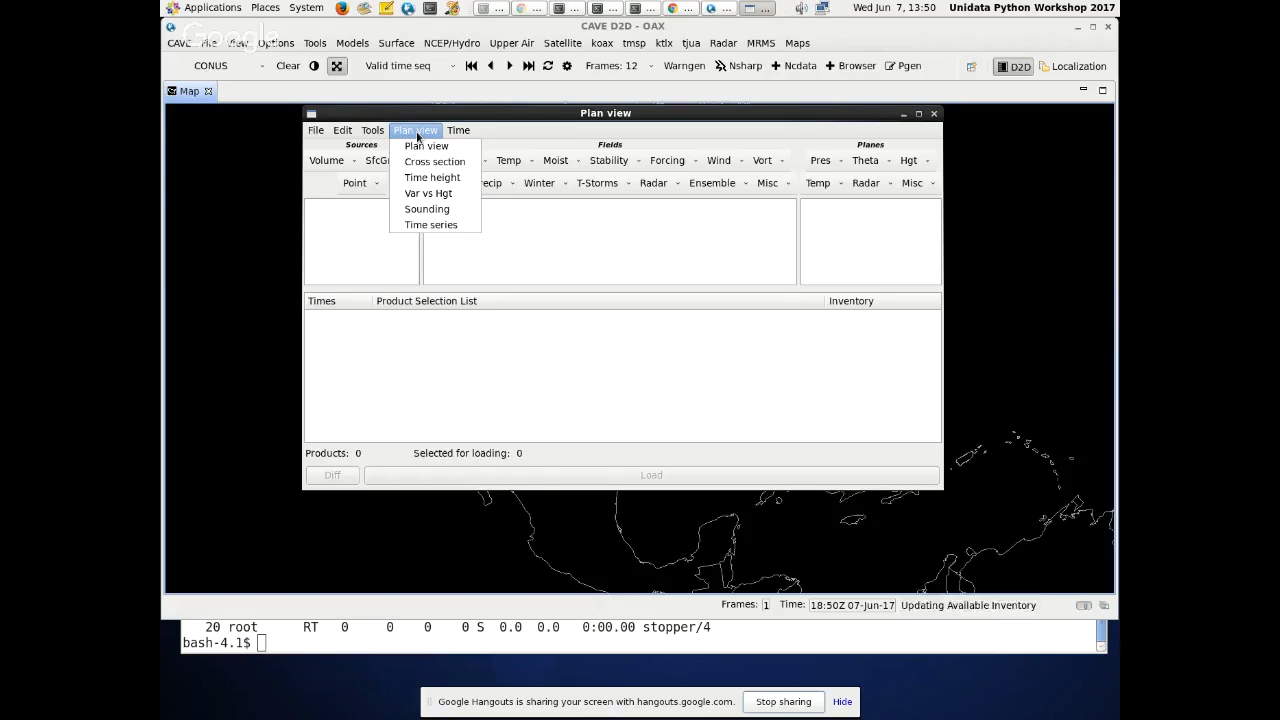 Applications Places System Wed Jun 7, 13:50 Unidata Python Workshop 2017
CAVE D2D - OAX
CAVE File View Options Tools Models Surface NCEP/Hydro Upper Air Satellite koax tmsp ktlx tjua Radar MRMS Maps
Google
CONUS Clear Valid time seq Frames: 12 Warngen Nsharp Ncdata Browser Pgen D2D Localization
Map
Plan view
File Edit Tools Plan view Time
Sources Fields Planes
Volume SfcGr Temp Moist Stability Forcing Wind Vort Pres Theta Hgt
Point recip Winter T-Storms Radar Ensemble Misc Temp Radar Misc
Plan view
Cross section
Time height
Var vs Hgt
Sounding
Time series
Times Product Selection List Inventory
Products: 0 Selected for loading: 0
Diff Load
Frames: 1 Time: 18:50Z 07-Jun-17 Updating Available Inventory
20 root RT 0 0 0 0 S 0.0 0.0 0:00.00 stopper/4
bash-4.1$
Google Hangouts is sharing your screen with hangouts.google.com. Stop sharing Hide